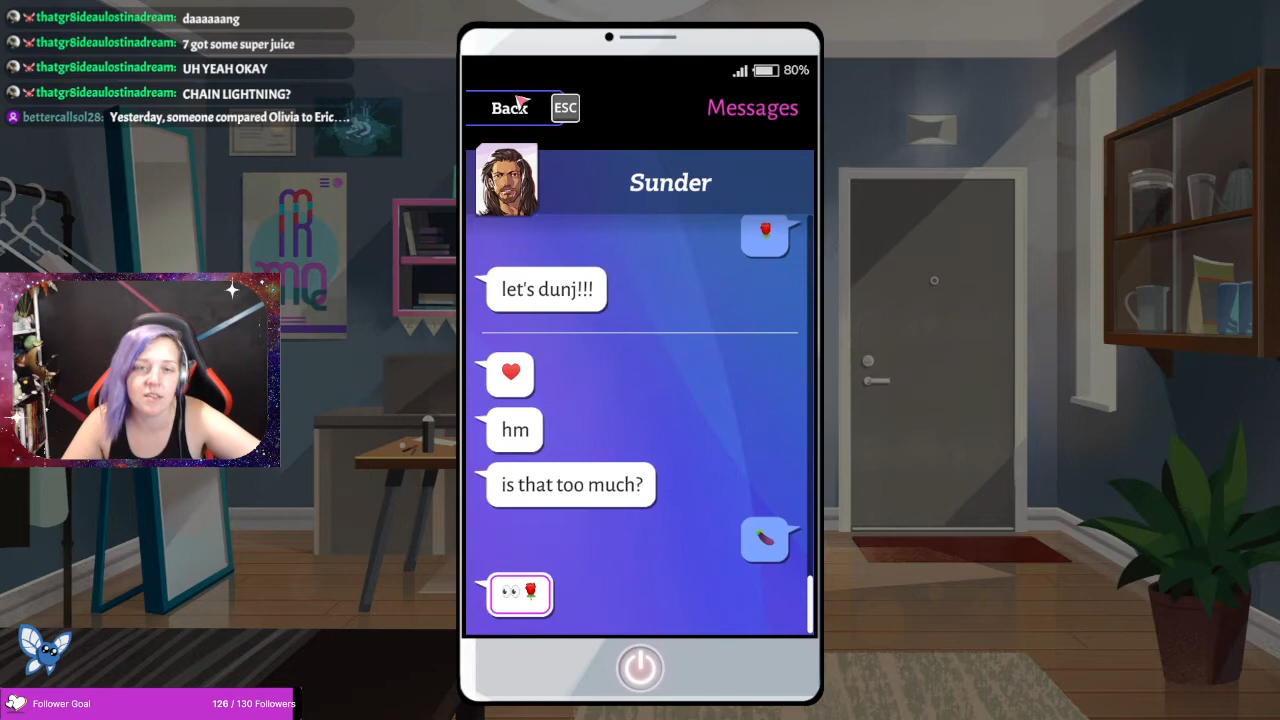 thatgr8ideaulostinadream: daaaaaang
thatgr8ideaulostinadream: 7 got some super juice
thatgr8ideaulostinadream: UH YEAH OKAY
thatgr8ideaulostinadream: CHAIN LIGHTNING?
bettercallsol28: Yesterday, someone compared Olivia to Eric....
80%
Back ESC Messages
Sunder
let's dunj!!!
hm
is that too much?
Follower Goal 126 / 130 Followers